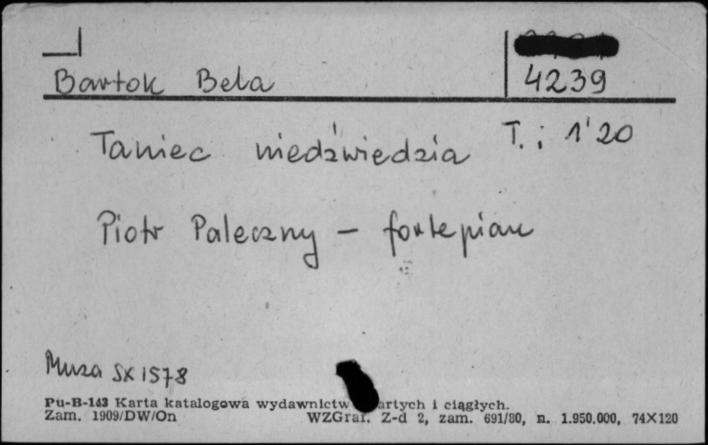 Bartok Bela
4239
Taniec niedźwiedzia T.: 1'20
Piotr Paleczny – fortepian
Muza SX 1578
Pu-B-143 Karta katalogowa wydawnictw i ciągłych.
Zam. 1909/DW/On WZGraf. Z-d 2, zam. 691/80, n. 1.950.000, 74X120